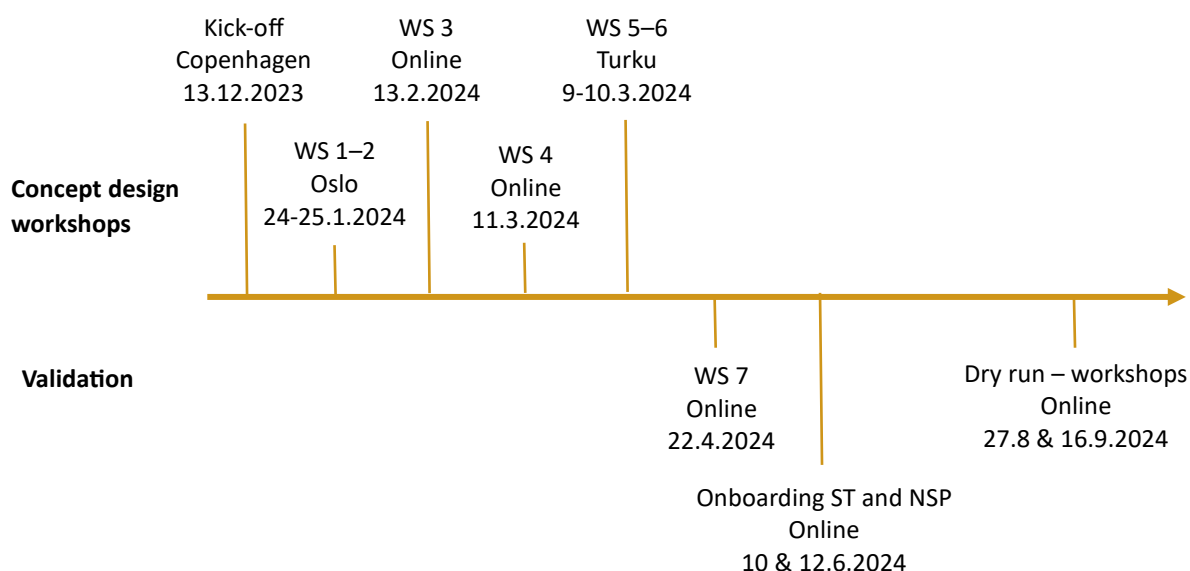 Kick-off
Copenhagen
13.12.2023
WS 3
Online
13.2.2024
WS 5–6
Turku
9-10.3.2024
WS 1–2
Oslo
24-25.1.2024
WS 4
Online
11.3.2024
Concept design
workshops
Validation
WS 7
Online
22.4.2024
Dry run – workshops
Online
27.8 & 16.9.2024
Onboarding ST and NSP
Online
10 & 12.6.2024